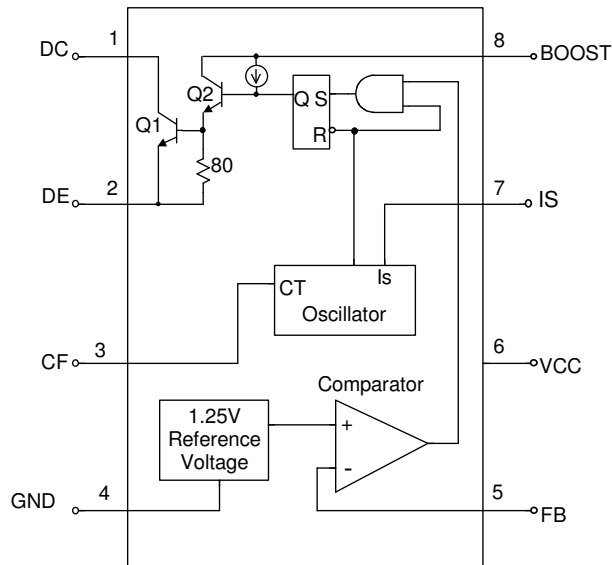 DC 1
8 BOOST
Q2
Q S
Q1
R
80
DE 2
7 IS
CT Is
Oscillator
CF 3
6 VCC
Comparator
1.25V
Reference
Voltage
+
-
GND 4
5 FB